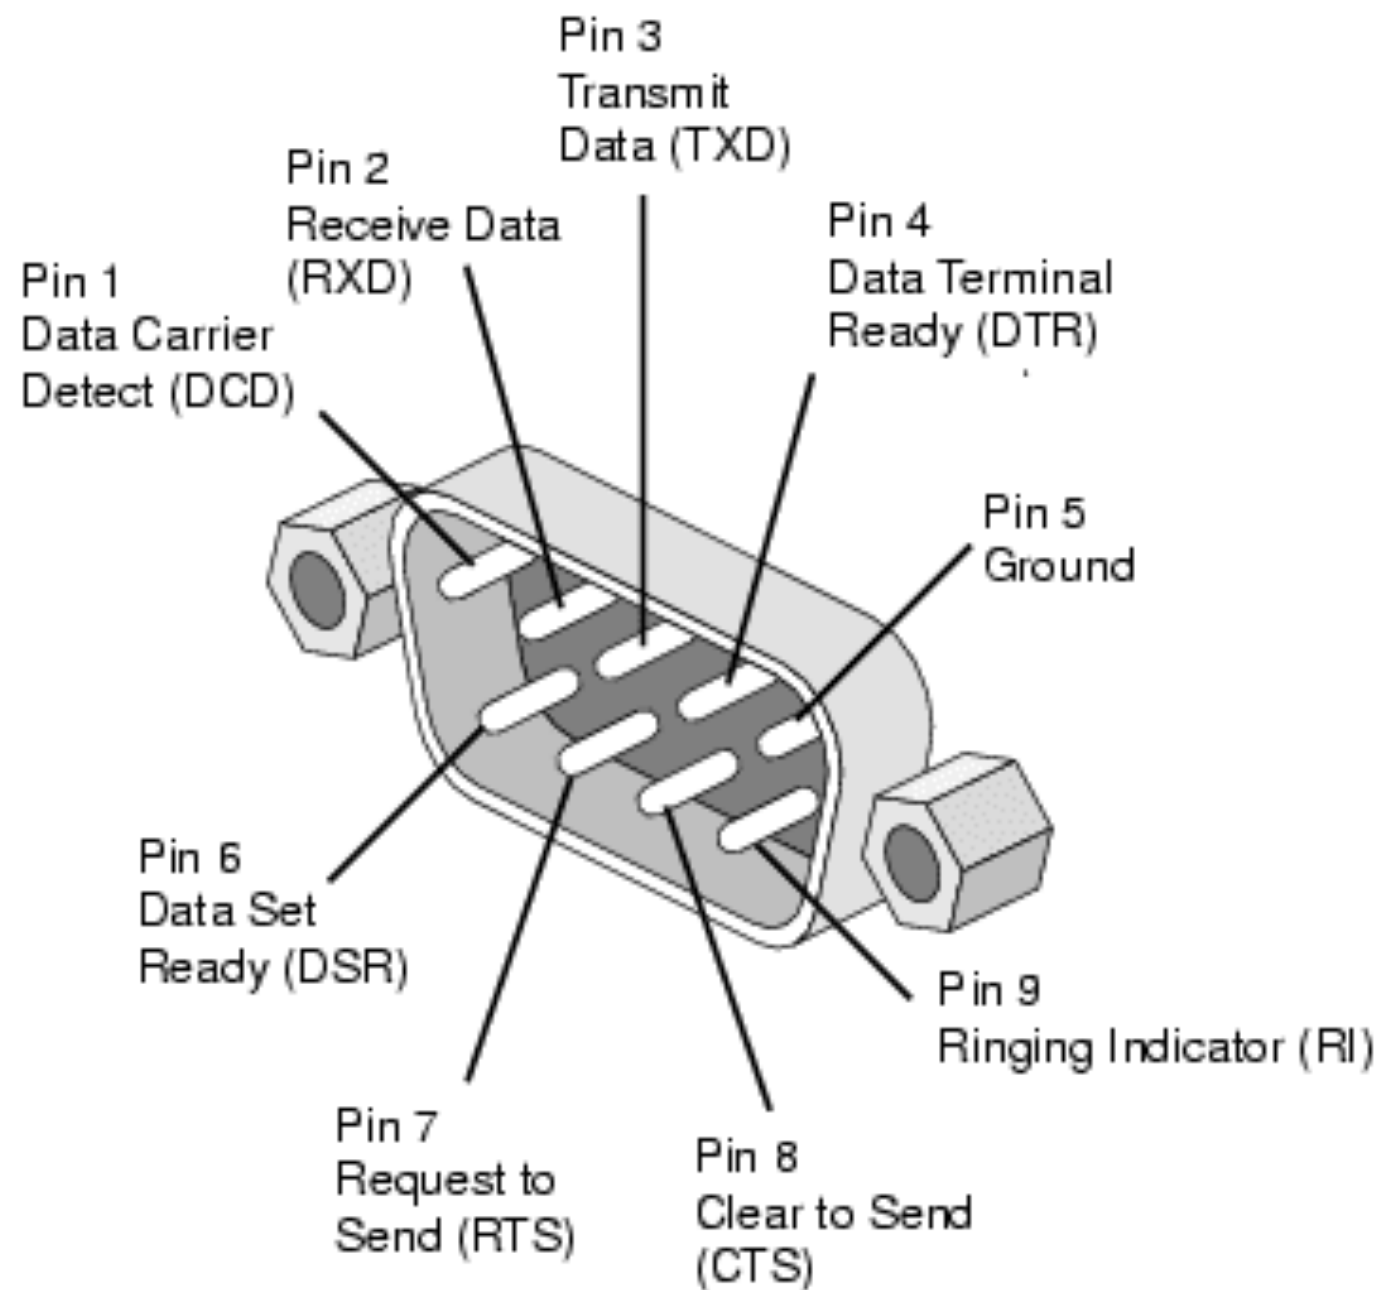 Pin 3
Transmit
Data (TXD)
Pin 2
Receive Data
(RXD)
Pin 4
Data Terminal
Ready (DTR)
Pin 1
Data Carrier
Detect (DCD)
Pin 5
Ground
Pin 6
Data Set
Ready (DSR)
Pin 9
Ringing Indicator (RI)
Pin 7
Request to
Send (RTS)
Pin 8
Clear to Send
(CTS)